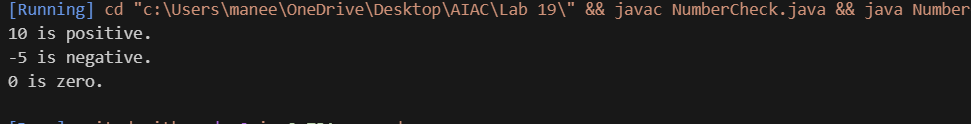 [Running] cd "c:\Users\manee\OneDrive\Desktop\AIAC\Lab 19\" && javac NumberCheck.java && java Number
10 is positive.
-5 is negative.
0 is zero.